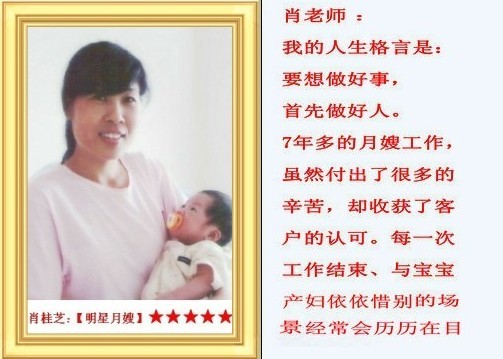 肖桂芝：【明星月嫂】★★★★★
肖老师 ：
我的人生格言是：
要想做好事，
首先做好人。
7年多的月嫂工作，
虽然付出了很多的
辛苦，却收获了客
户的认可。每一次
工作结束、与宝宝
产妇依依惜别的场
景经常会历历在目